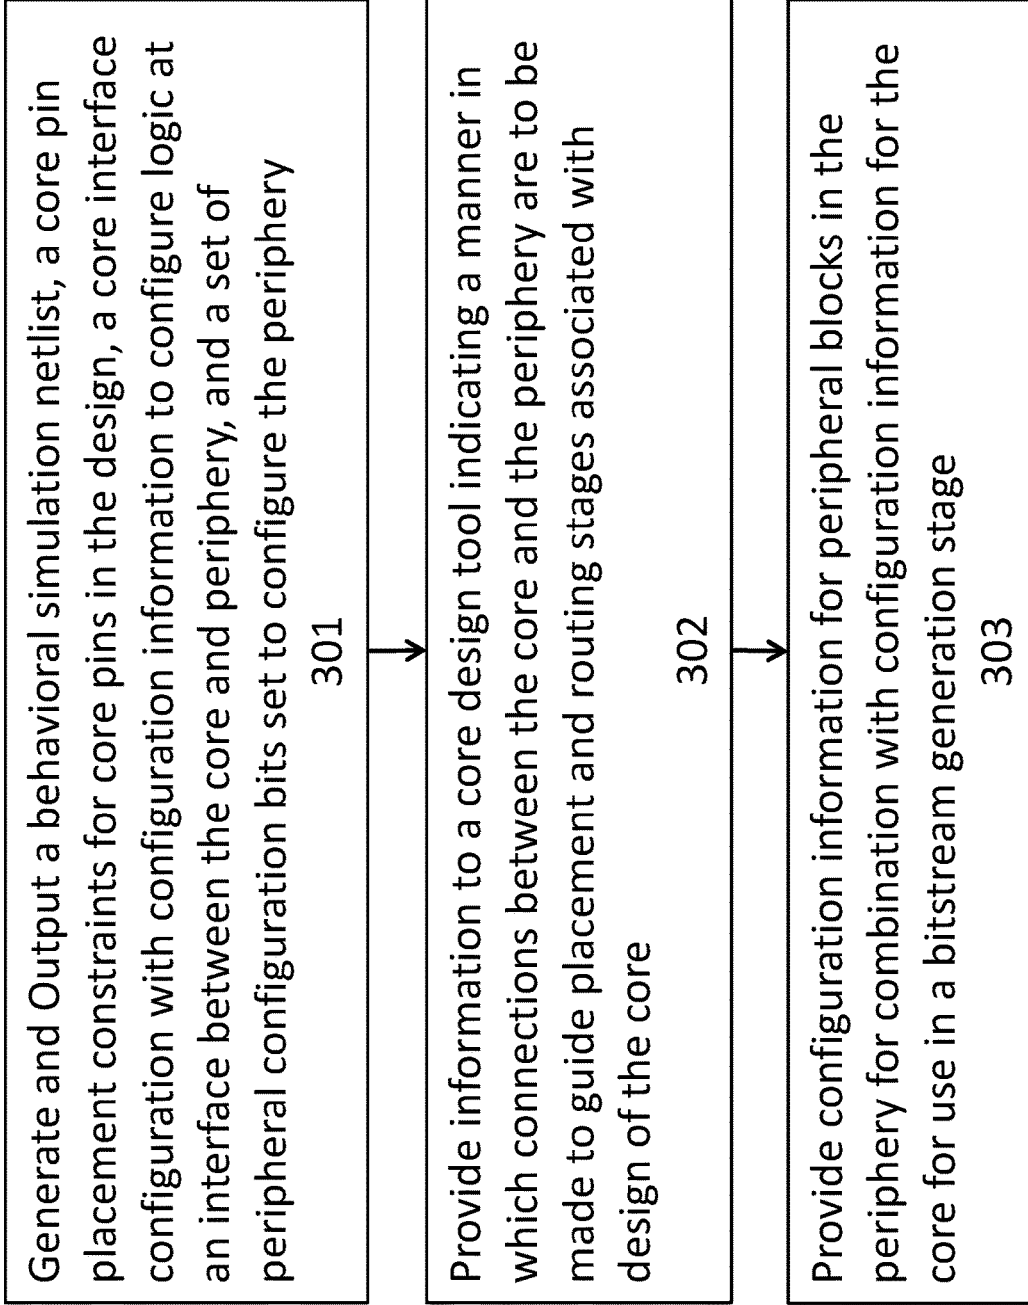 Generate and Output a behavioral simulation netlist, a core pin
placement constraints for core pins in the design, a core interface
configuration with configuration information to configure logic at
an interface between the core and periphery, and a set of
peripheral configuration bits set to configure the periphery
301
Provide information to a core design tool indicating a manner in
which connections between the core and the periphery are to be
made to guide placement and routing stages associated with
design of the core
302
Provide configuration information for peripheral blocks in the
periphery for combination with configuration information for the
core for use in a bitstream generation stage
303